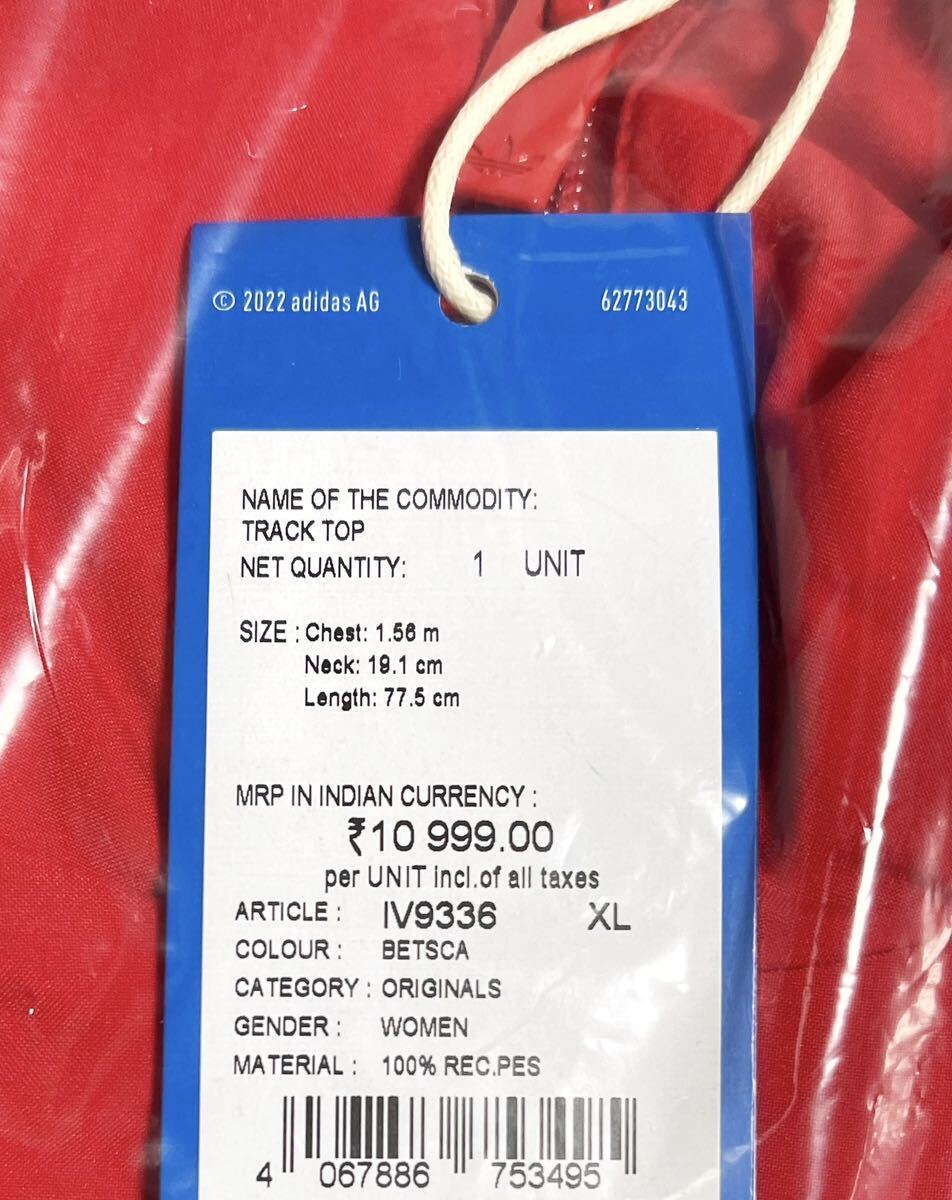 © 2022 adidas AG 62773043
NAME OF THE COMMODITY:
TRACK TOP
NET QUANTITY: 1 UNIT
SIZE : Chest: 1.56 m
Neck: 19.1 cm
Length: 77.5 cm
MRP IN INDIAN CURRENCY :
₹10 999.00
per UNIT incl.of all taxes
ARTICLE : IV9336 XL
COLOUR : BETSCA
CATEGORY : ORIGINALS
GENDER : WOMEN
MATERIAL : 100% REC.PES
4 067886 753495